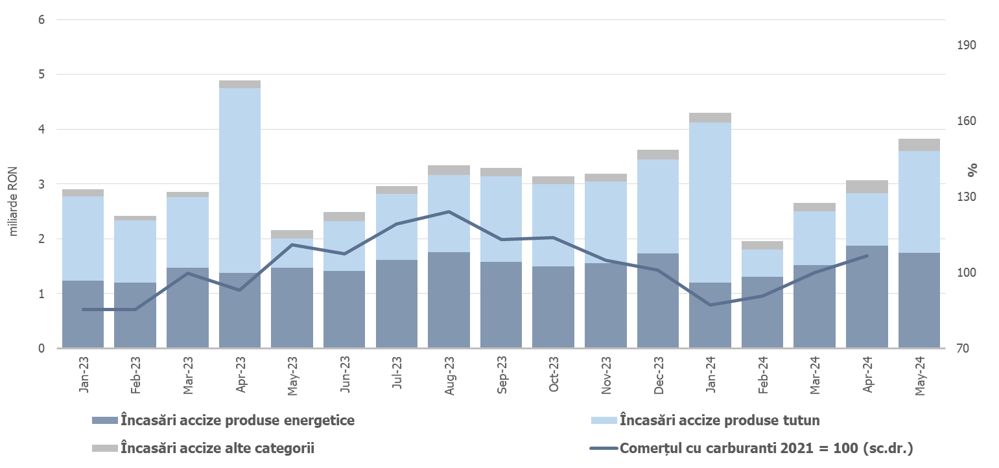 6
5
4
3
2
1
0
miliarde RON
190
160
130
100
70
%
Jan-23
Feb-23
Mar-23
Apr-23
May-23
Jun-23
Jul-23
Aug-23
Sep-23
Oct-23
Nov-23
Dec-23
Jan-24
Feb-24
Mar-24
Apr-24
May-24
Încasări accize produse energetice
Încasări accize produse tutun
Încasări accize alte categorii
Comerțul cu carburanti 2021 = 100 (sc.dr.)